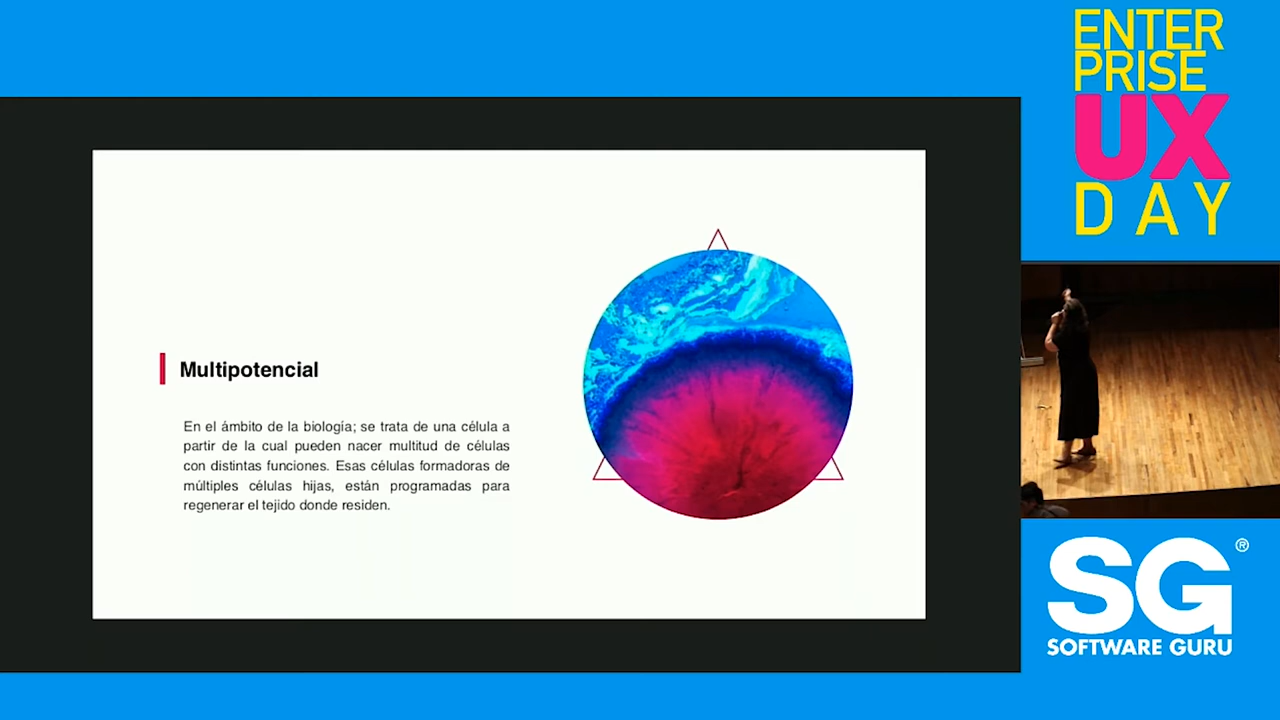 ENTER
PRISE
UX
DAY
Multipotencial
En el ámbito de la biología; se trata de una célula a
partir de la cual pueden nacer multitud de células
con distintas funciones. Esas células formadoras de
múltiples células hijas, están programadas para
regenerar el tejido donde residen.
SG®
SOFTWARE GURU